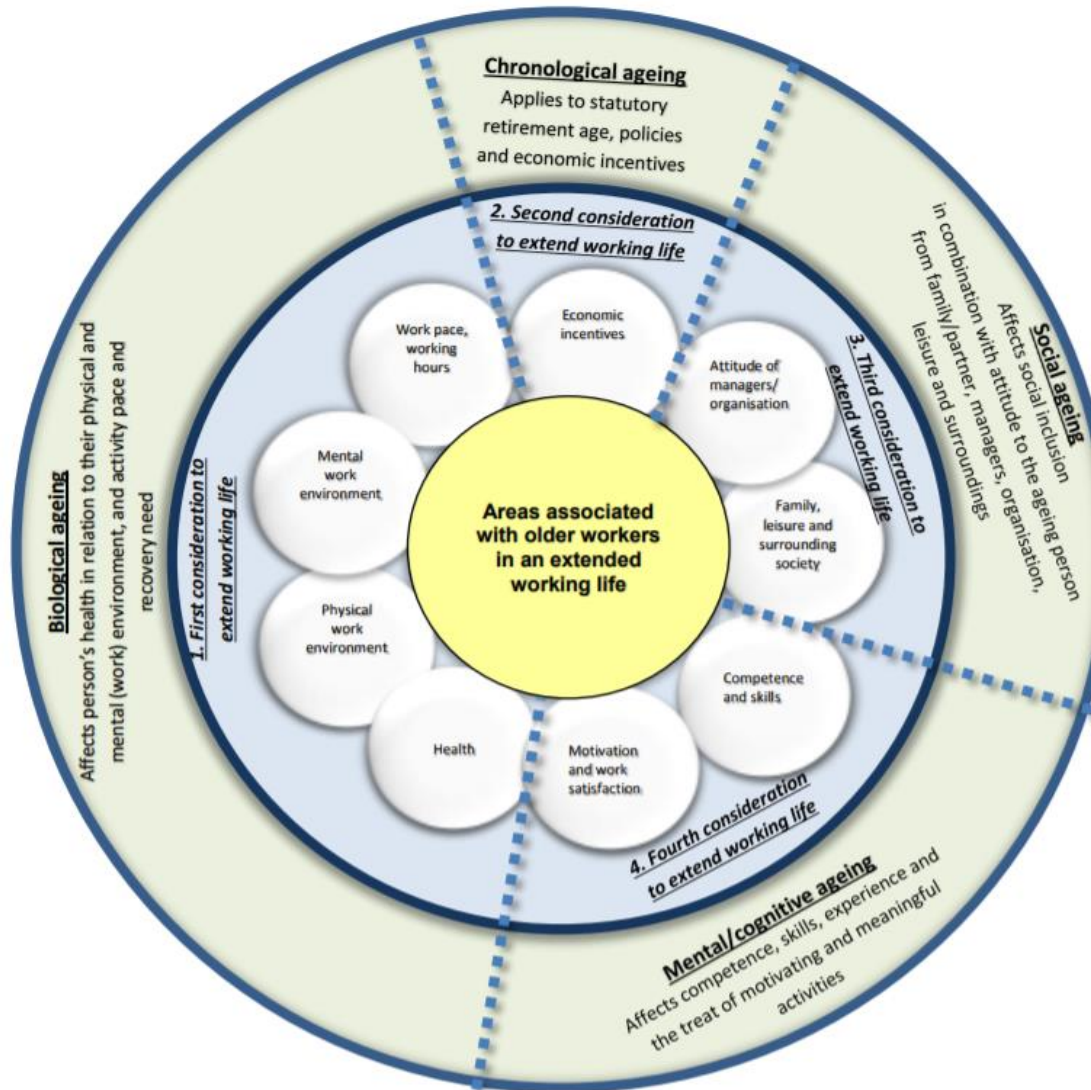 Chronological ageing
Applies to statutory
retirement age, policies
and economic incentives
Social ageing
Affects social inclusion
in combination with attitude to the ageing person
from family/partner, managers, organisation,
leisure and surroundings
Mental/cognitive ageing
Affects competence, skills, experience and
the treat of motivating and meaningful
activities
Biological ageing
Affects person's health in relation to their physical and
mental (work) environment, and activity pace and
recovery need
1. First consideration to
extend working life
2. Second consideration
to extend working life
3. Third consideration to
extend working life
4. Fourth consideration
to extend working life
Economic
incentives
Attitude of
managers/
organisation
Family,
leisure and
surrounding
society
Competence
and skills
Motivation
and work
satisfaction
Health
Physical
work
environment
Mental
work
environment
Work pace,
working
hours
Areas associated
with older workers
in an extended
working life